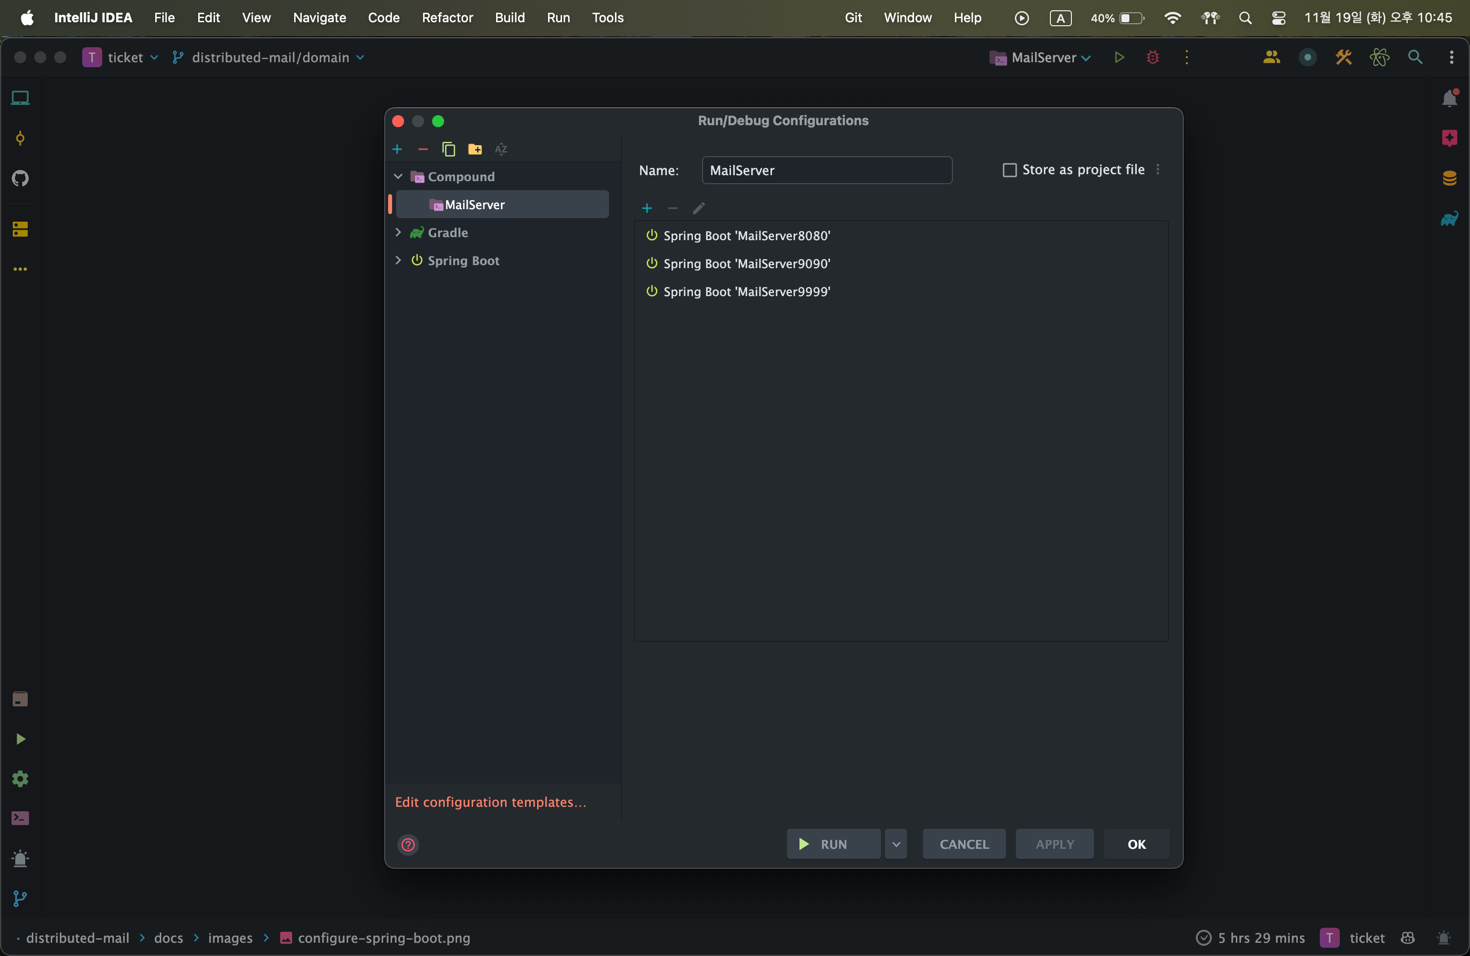 IntelliJ IDEA File Edit View Navigate Code Refactor Build Run Tools Git Window Help A 40% 11월 19일 (화) 오후 10:45
T ticket distributed-mail/domain MailServer
Run/Debug Configurations
Compound
MailServer
Gradle
Spring Boot
Edit configuration templates...
Name: MailServer Store as project file
Spring Boot 'MailServer8080'
Spring Boot 'MailServer9090'
Spring Boot 'MailServer9999'
? RUN CANCEL APPLY OK
distributed-mail > docs > images > configure-spring-boot.png 5 hrs 29 mins T ticket